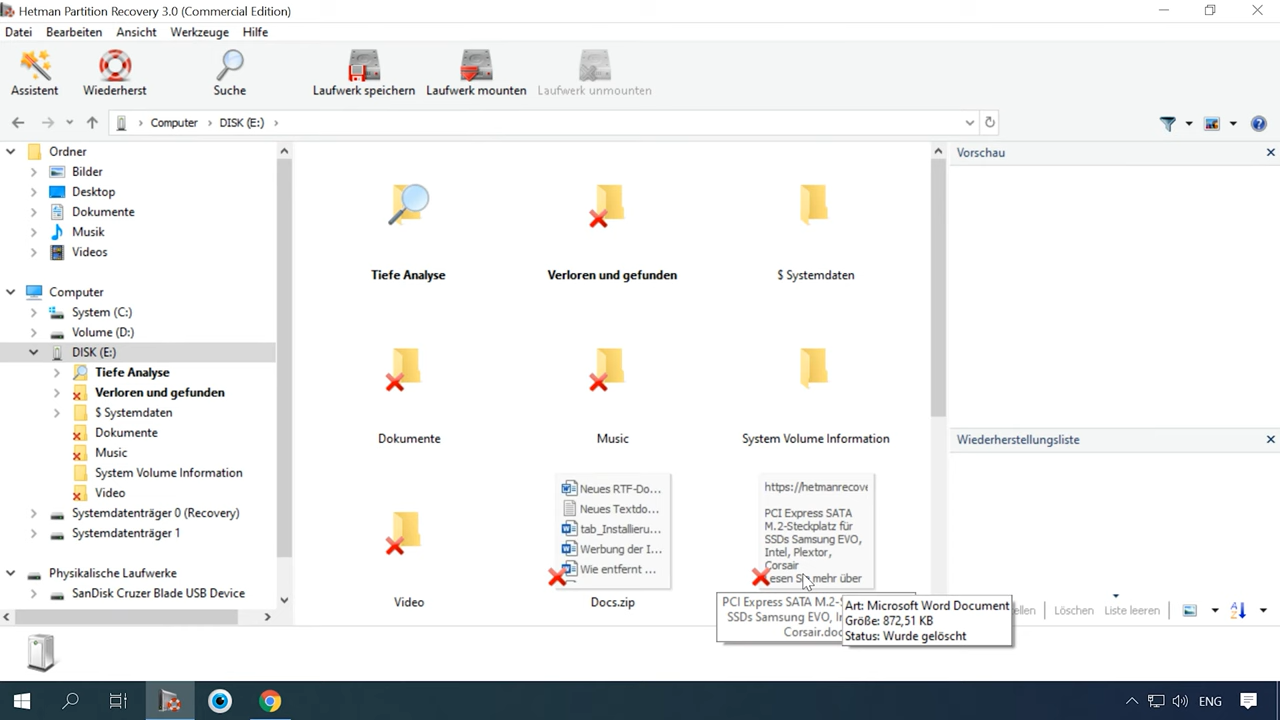 Hetman Partition Recovery 3.0 (Commercial Edition)
Datei Bearbeiten Ansicht Werkzeuge Hilfe
Assistent Wiederherst Suche Laufwerk speichern Laufwerk mounten Laufwerk unmounten
Computer DISK (E:)
Ordner
Bilder
Desktop
Dokumente
Musik
Videos
Computer
System (C:)
Volume (D:)
DISK (E:)
Tiefe Analyse
Verloren und gefunden
$ Systemdaten
Dokumente
Music
System Volume Information
Video
Systemdatenträger 0 (Recovery)
Systemdatenträger 1
Physikalische Laufwerke
SanDisk Cruzer Blade USB Device
Tiefe Analyse Verloren und gefunden $ Systemdaten
Dokumente Music System Volume Information
Neues RTF-Do...
Neues Textdo...
tab_Installieru...
Werbung der I...
Wie entfernt ...
https://hetmanrecove
PCI Express SATA
M.2-Steckplatz für
SSDs Samsung EVO,
Intel, Plextor,
Corsair
esen S mehr über
Video Docs.zip
PCI Express SATA M.2-S
SSDs Samsung EVO, I
Corsair.doc
Art: Microsoft Word Document
Größe: 872,51 KB
Status: Wurde gelöscht
Vorschau
Wiederherstellungsliste
ellen Löschen Liste leeren
ENG